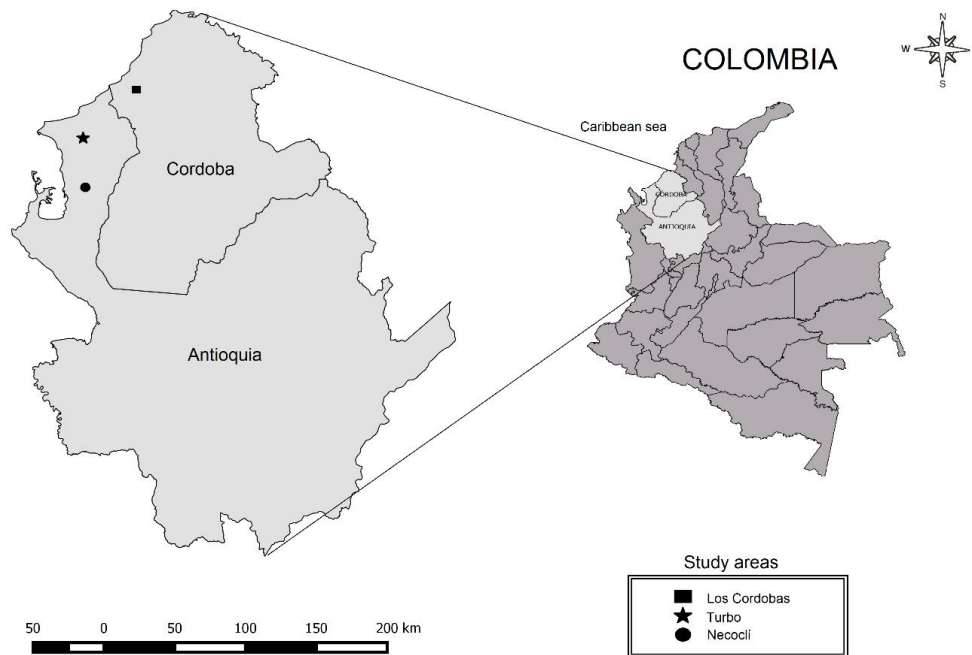 COLOMBIA
N
W
E
S
Caribbean sea
Cordoba
CORDOBA
ANTIOQUIA
Antioquia
Study areas
Los Cordobas
Turbo
Necocli
50 0 50 100 150 200 km